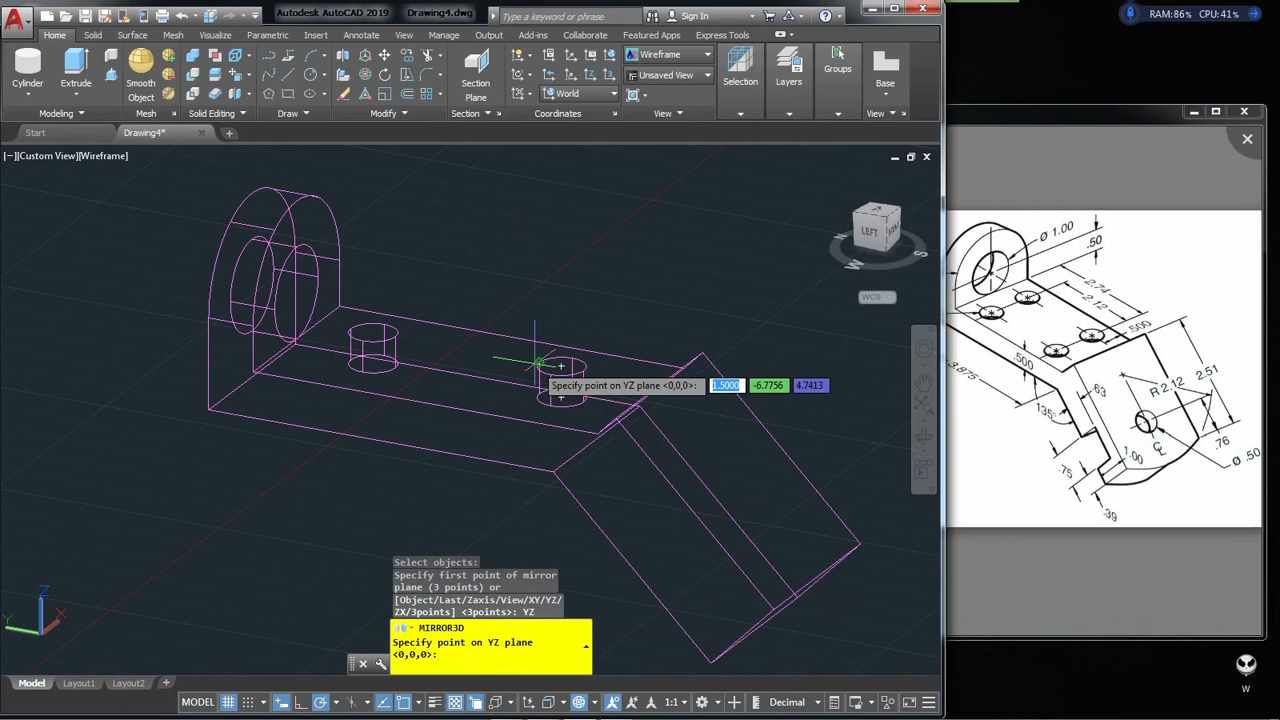 Autodesk AutoCAD 2019 Drawing4.dwg
Type a keyword or phrase
Sign In
RAM:86% CPU:41%
Home Solid Surface Mesh Visualize Parametric Insert Annotate View Manage Output Add-ins Collaborate Featured Apps Express Tools
Cylinder
Extrude
Smooth
Object
Section
Plane
Wireframe
Unsaved View
World
Selection
Layers
Groups
Base
Modeling Mesh Solid Editing Draw Modify Section Coordinates View View
Start Drawing4*
[–][Custom View][Wireframe]
LEFT
FRONT
W
S
W
WCS
Specify point on YZ plane <0,0,0>: 1.5000 -6.7756 4.7413
Select objects:
Specify first point of mirror
plane (3 points) or
[Object/Last/Zaxis/View/XY/YZ/
ZX/3points] <3points>: YZ
MIRROR3D
Specify point on YZ plane
<0,0,0>:
Z
Y
X
Model Layout1 Layout2
MODEL
1:1
Decimal
Ø 1.00
.50
2.74
2.12
.500
.500
3.875
.63
135°
R 2.12
2.51
.76
Ø .50
1.00
.75
.39
W